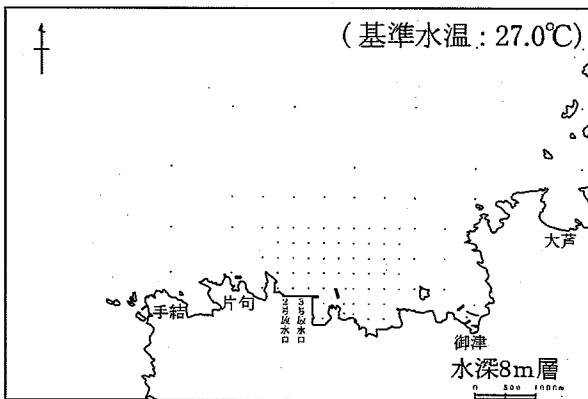 (基準水温：27.0℃)
大芦
手結
片句
2号放水口
3号放水口
御津
水深8m層
0 500 1000m